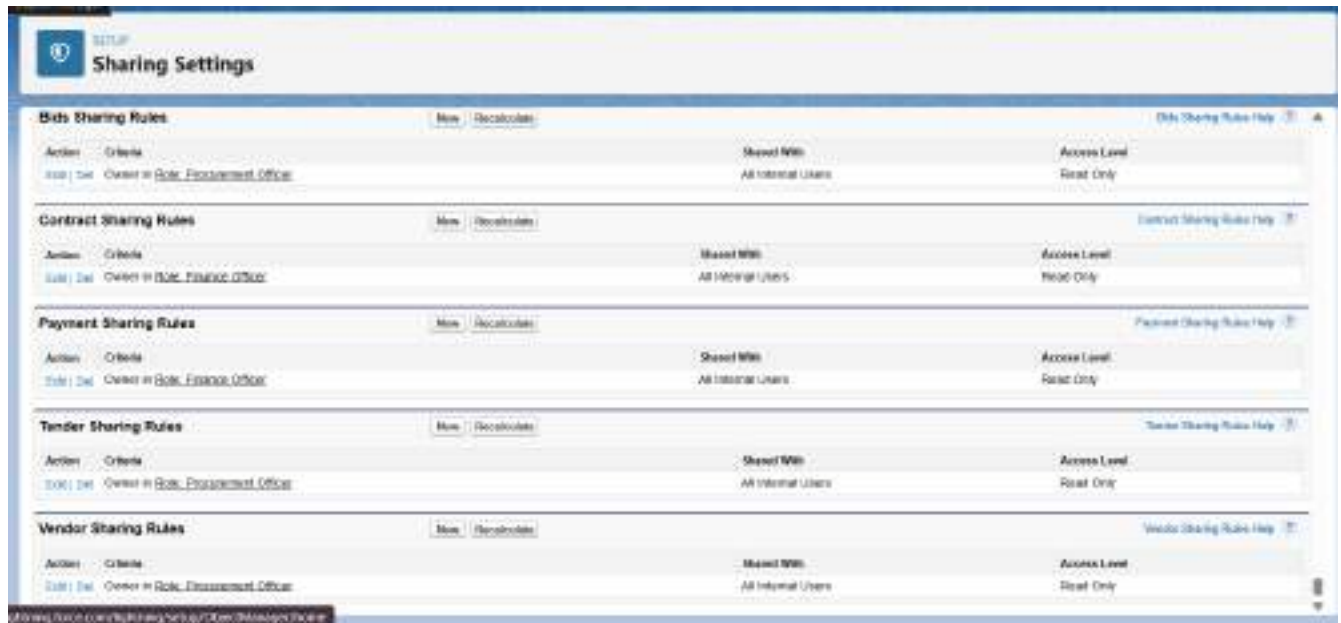 SETUP
Sharing Settings
Bids Sharing Rules New Recalculate Bids Sharing Rules Help ?
Action Criteria Shared With Access Level
Edit | Del Owner in Role: Procurement Officer All Internal Users Read Only
Contract Sharing Rules New Recalculate Contract Sharing Rules Help ?
Action Criteria Shared With Access Level
Edit | Del Owner in Role: Finance Officer All Internal Users Read Only
Payment Sharing Rules New Recalculate Payment Sharing Rules Help ?
Action Criteria Shared With Access Level
Edit | Del Owner in Role: Finance Officer All Internal Users Read Only
Tender Sharing Rules New Recalculate Tender Sharing Rules Help ?
Action Criteria Shared With Access Level
Edit | Del Owner in Role: Procurement Officer All Internal Users Read Only
Vendor Sharing Rules New Recalculate Vendor Sharing Rules Help ?
Action Criteria Shared With Access Level
Edit | Del Owner in Role: Procurement Officer All Internal Users Read Only